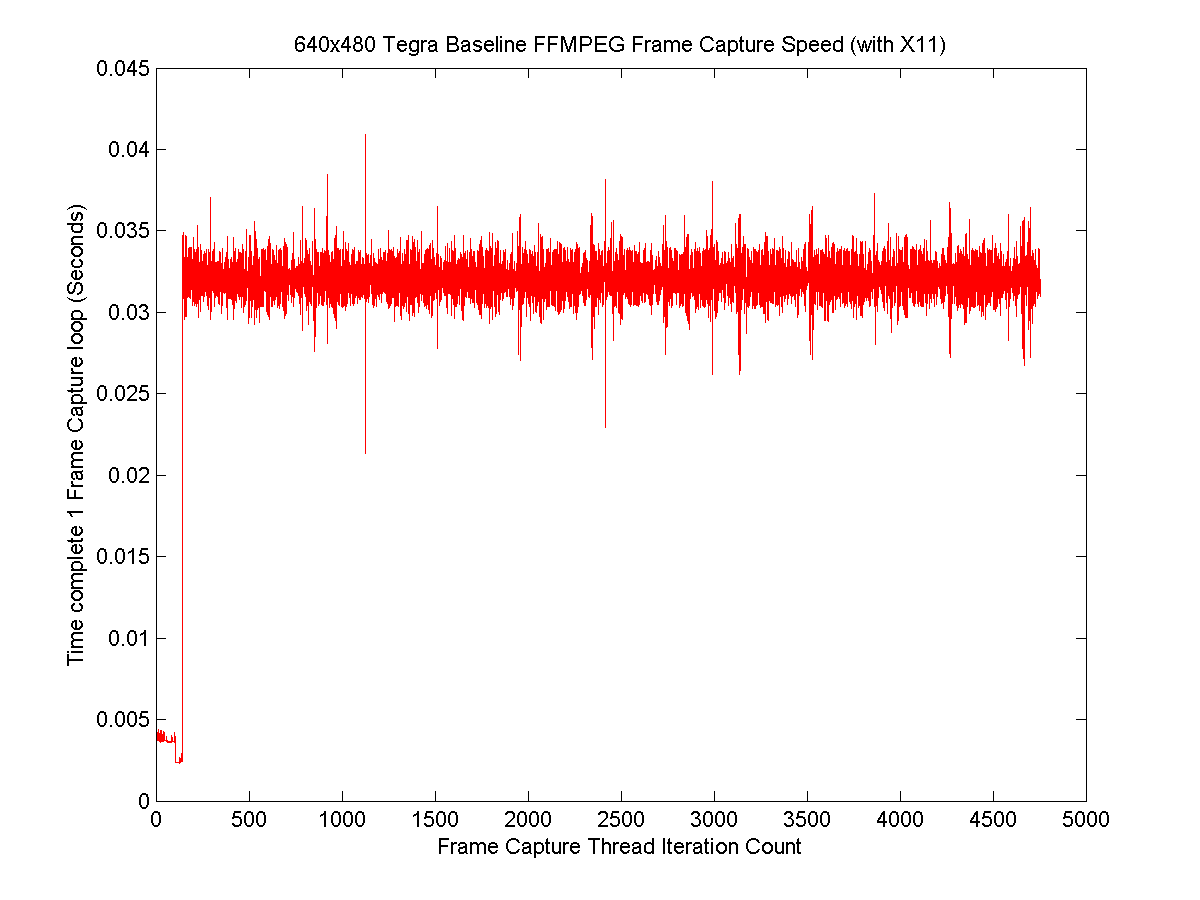 640x480 Tegra Baseline FFMPEG Frame Capture Speed (with X11)
0.045
0.04
0.035
0.03
0.025
0.02
0.015
0.01
0.005
0
Time complete 1 Frame Capture loop (Seconds)
0 500 1000 1500 2000 2500 3000 3500 4000 4500 5000
Frame Capture Thread Iteration Count